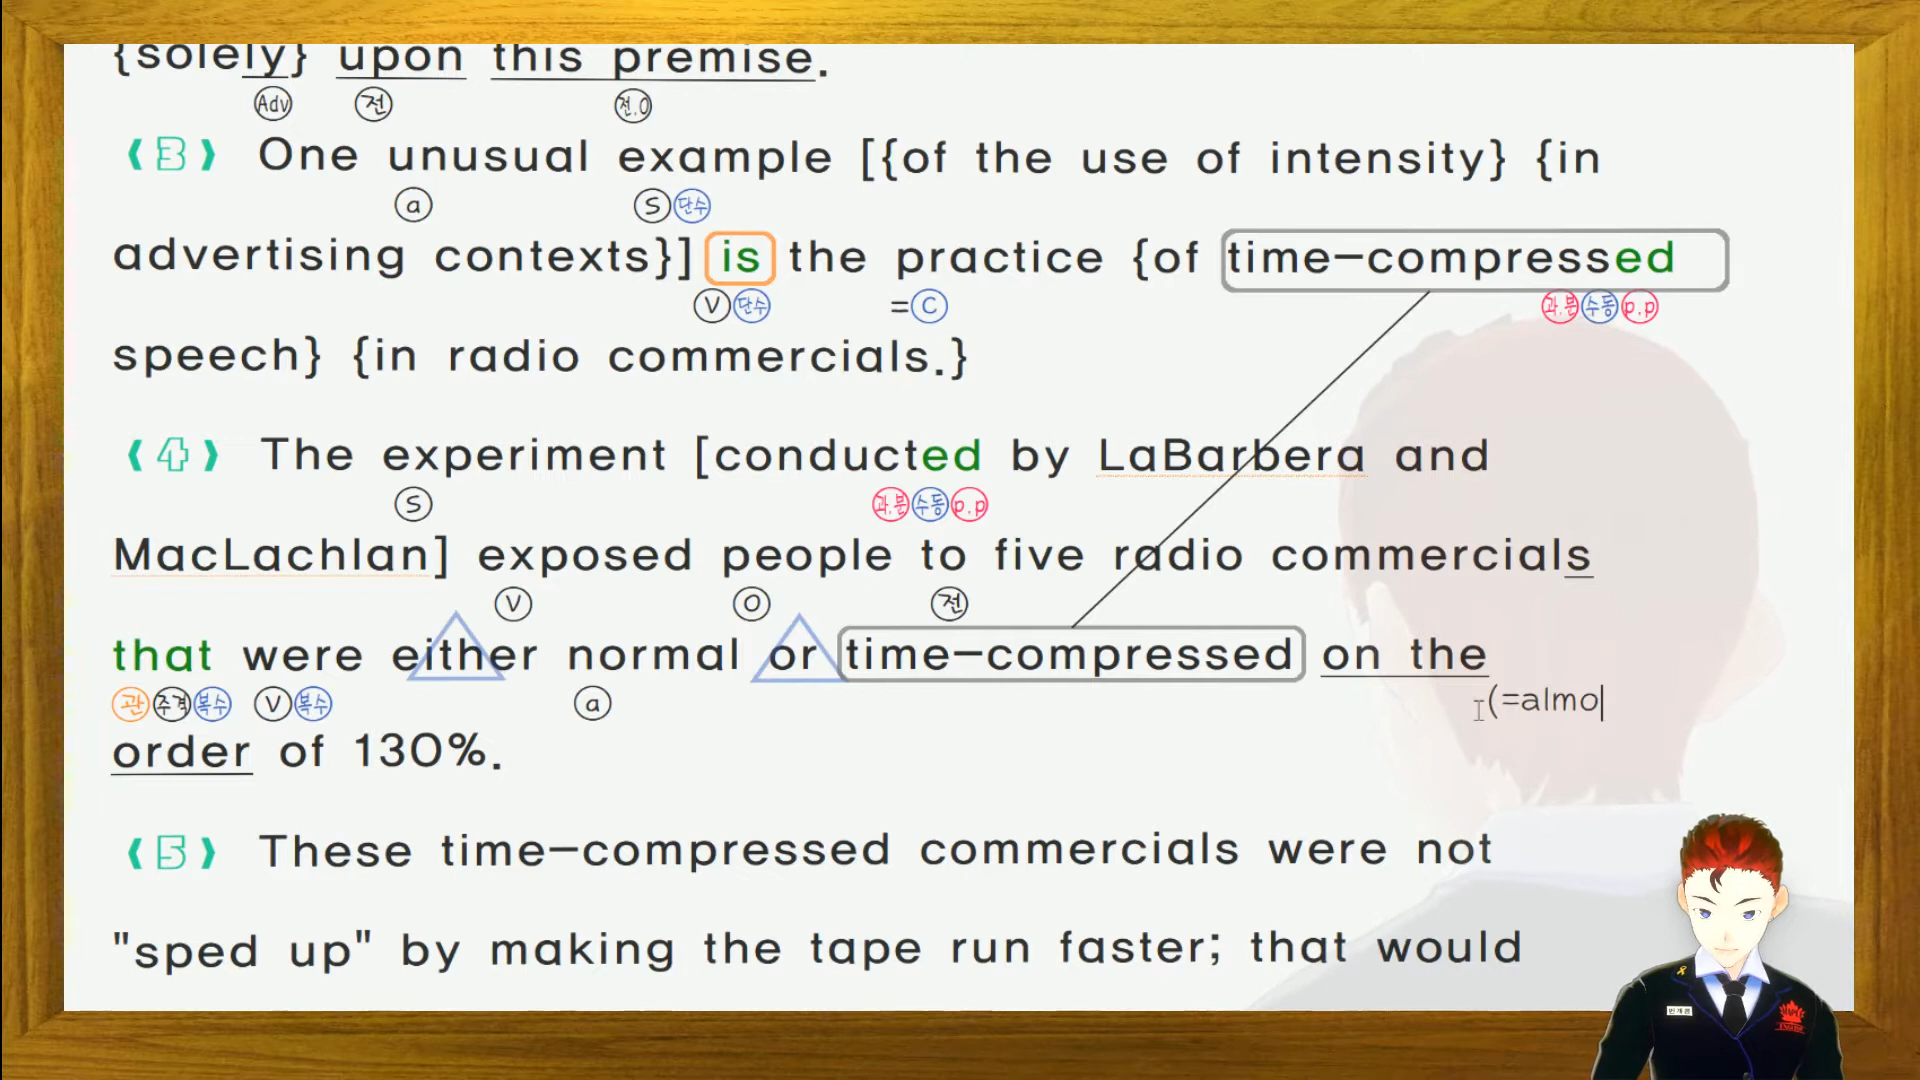 {solely} upon this premise.
Adv 전 전.O
❨3❩ One unusual example [{of the use of intensity} {in
a S 단수
advertising contexts}] is the practice {of time-compressed
V 단수 =C 과.분 수동 p.p
speech} {in radio commercials.}
❨4❩ The experiment [conducted by LaBarbera and
S 과.분 수동 p.p
MacLachlan] exposed people to five radio commercials
V O 전
that were either normal or time-compressed on the
관 주격 복수 V 복수 a (=almo
order of 130%.
❨5❩ These time-compressed commercials were not
"sped up" by making the tape run faster; that would